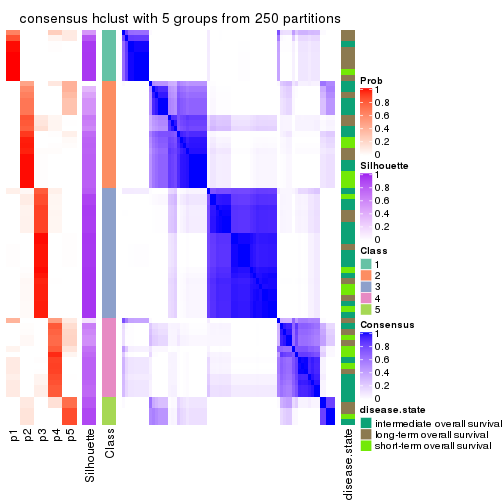 consensus hclust with 5 groups from 250 partitions
Prob
1
0.8
0.6
0.4
0.2
0
Silhouette
1
0.8
0.6
0.4
0.2
0
Class
1
2
3
4
5
Consensus
1
0.8
0.6
0.4
0.2
0
disease.state
intermediate overall survival
long-term overall survival
short-term overall survival
p1
p2
p3
p4
p5
Silhouette
Class
disease.state